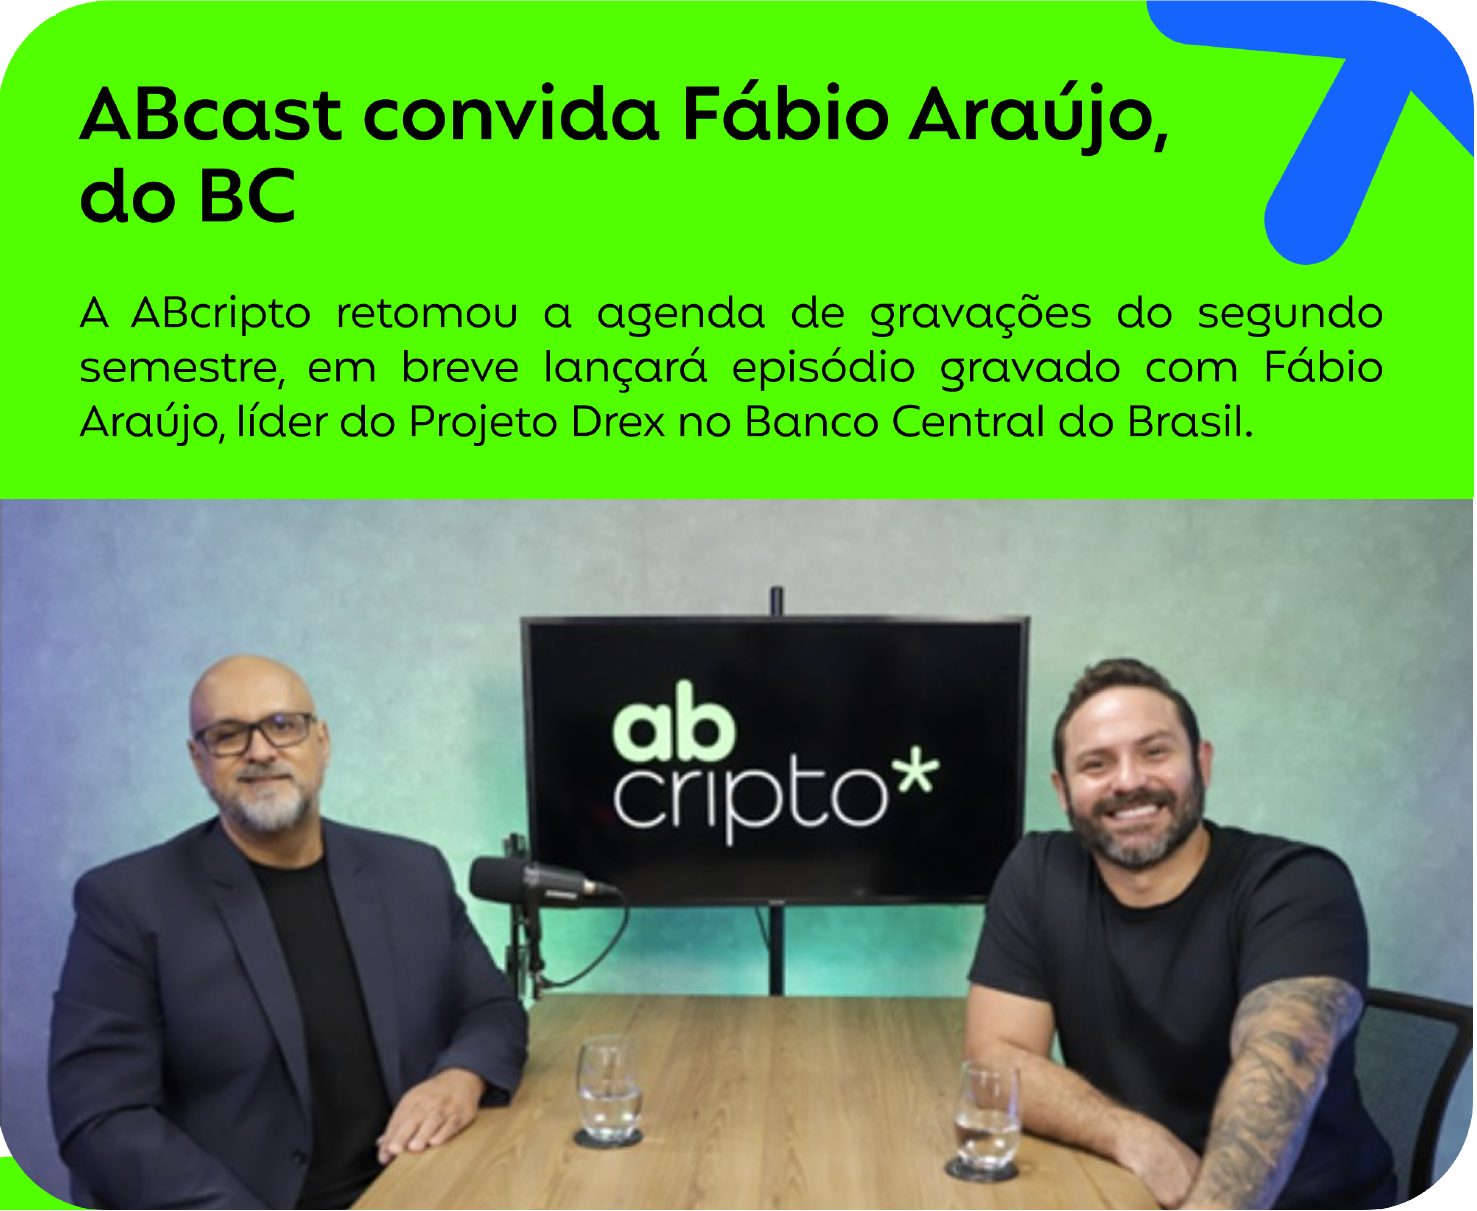 ABcast convida Fábio Araújo,
do BC
A ABcripto retomou a agenda de gravações do segundo
semestre, em breve lançará episódio gravado com Fábio
Araújo, líder do Projeto Drex no Banco Central do Brasil.
ab
cripto*